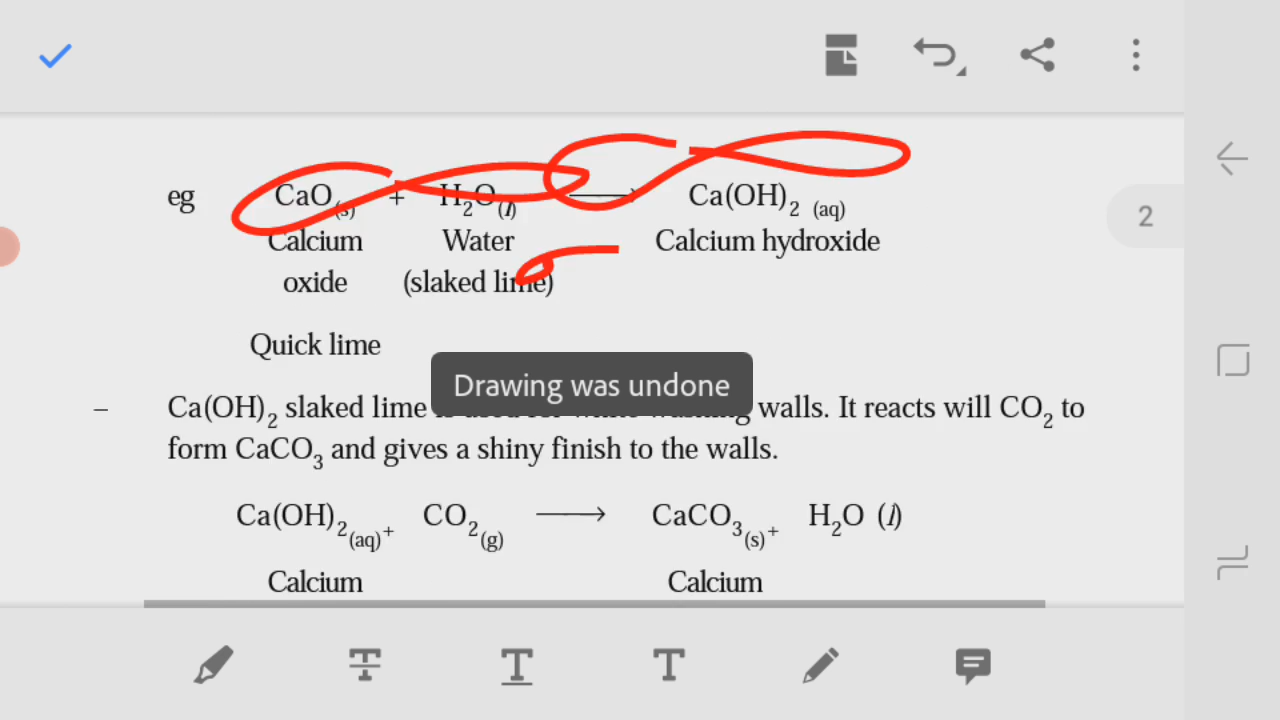 eg CaO(s) + H2O(l) ⟶ Ca(OH)2 (aq)
Calcium Water Calcium hydroxide
oxide (slaked lime)
2
Quick lime
Drawing was undone
– Ca(OH)2 slaked lime walls. It reacts will CO2 to
form CaCO3 and gives a shiny finish to the walls.
Ca(OH)2(aq)+ CO2(g) ⟶ CaCO3(s)+ H2O (l)
Calcium Calcium